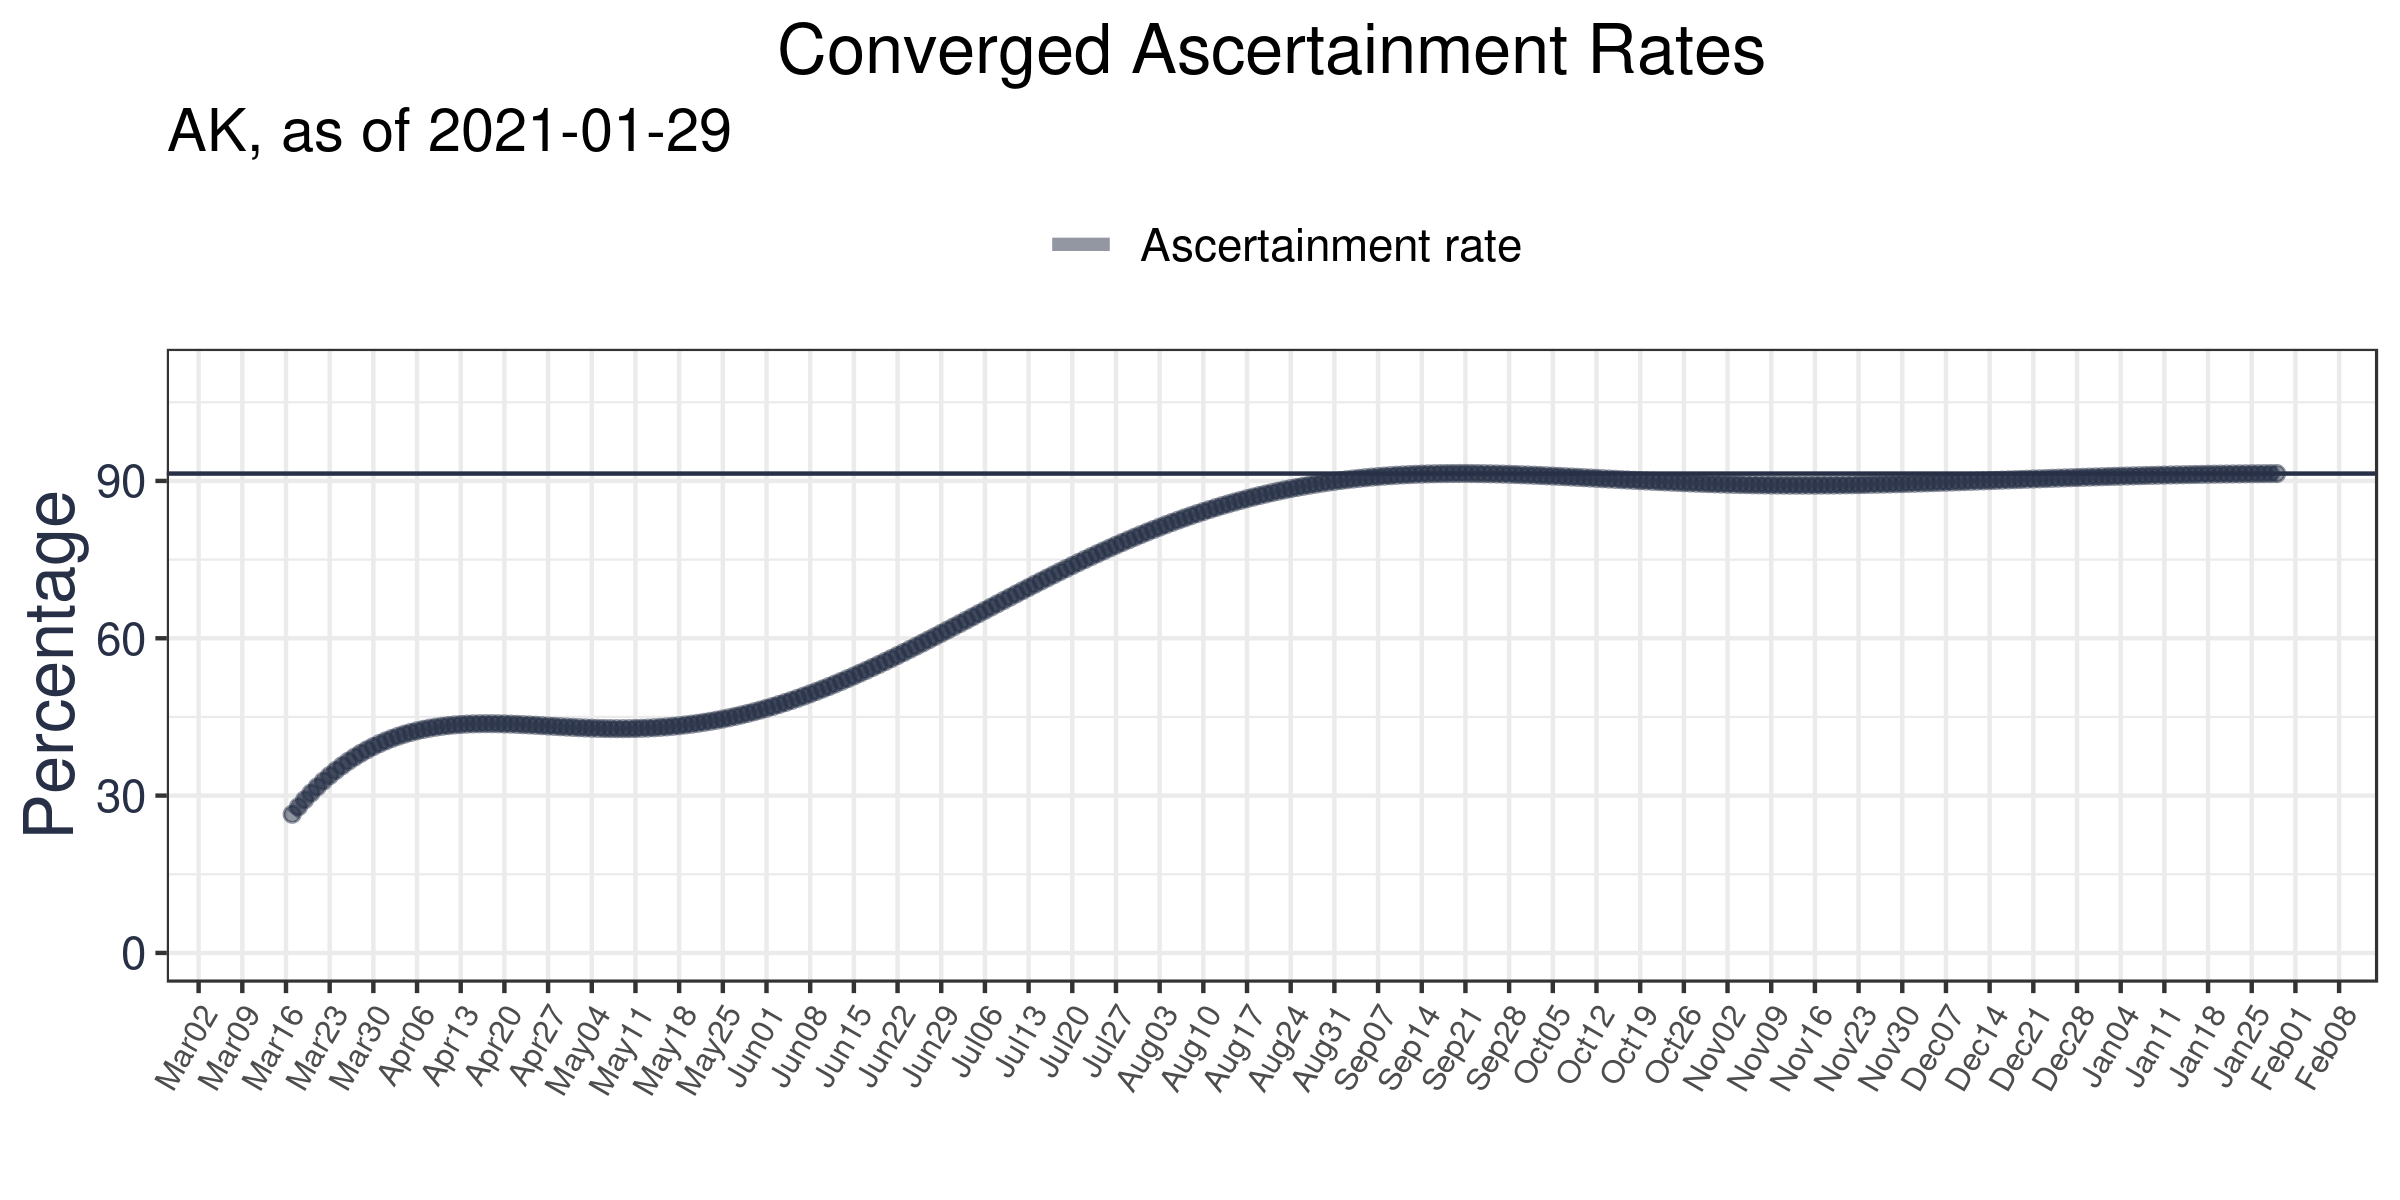 Converged Ascertainment Rates
AK, as of 2021-01-29
Ascertainment rate
Percentage
90
60
30
0
Mar02
Mar09
Mar16
Mar23
Mar30
Apr06
Apr13
Apr20
Apr27
May04
May11
May18
May25
Jun01
Jun08
Jun15
Jun22
Jun29
Jul06
Jul13
Jul20
Jul27
Aug03
Aug10
Aug17
Aug24
Aug31
Sep07
Sep14
Sep21
Sep28
Oct05
Oct12
Oct19
Oct26
Nov02
Nov09
Nov16
Nov23
Nov30
Dec07
Dec14
Dec21
Dec28
Jan04
Jan11
Jan18
Jan25
Feb01
Feb08